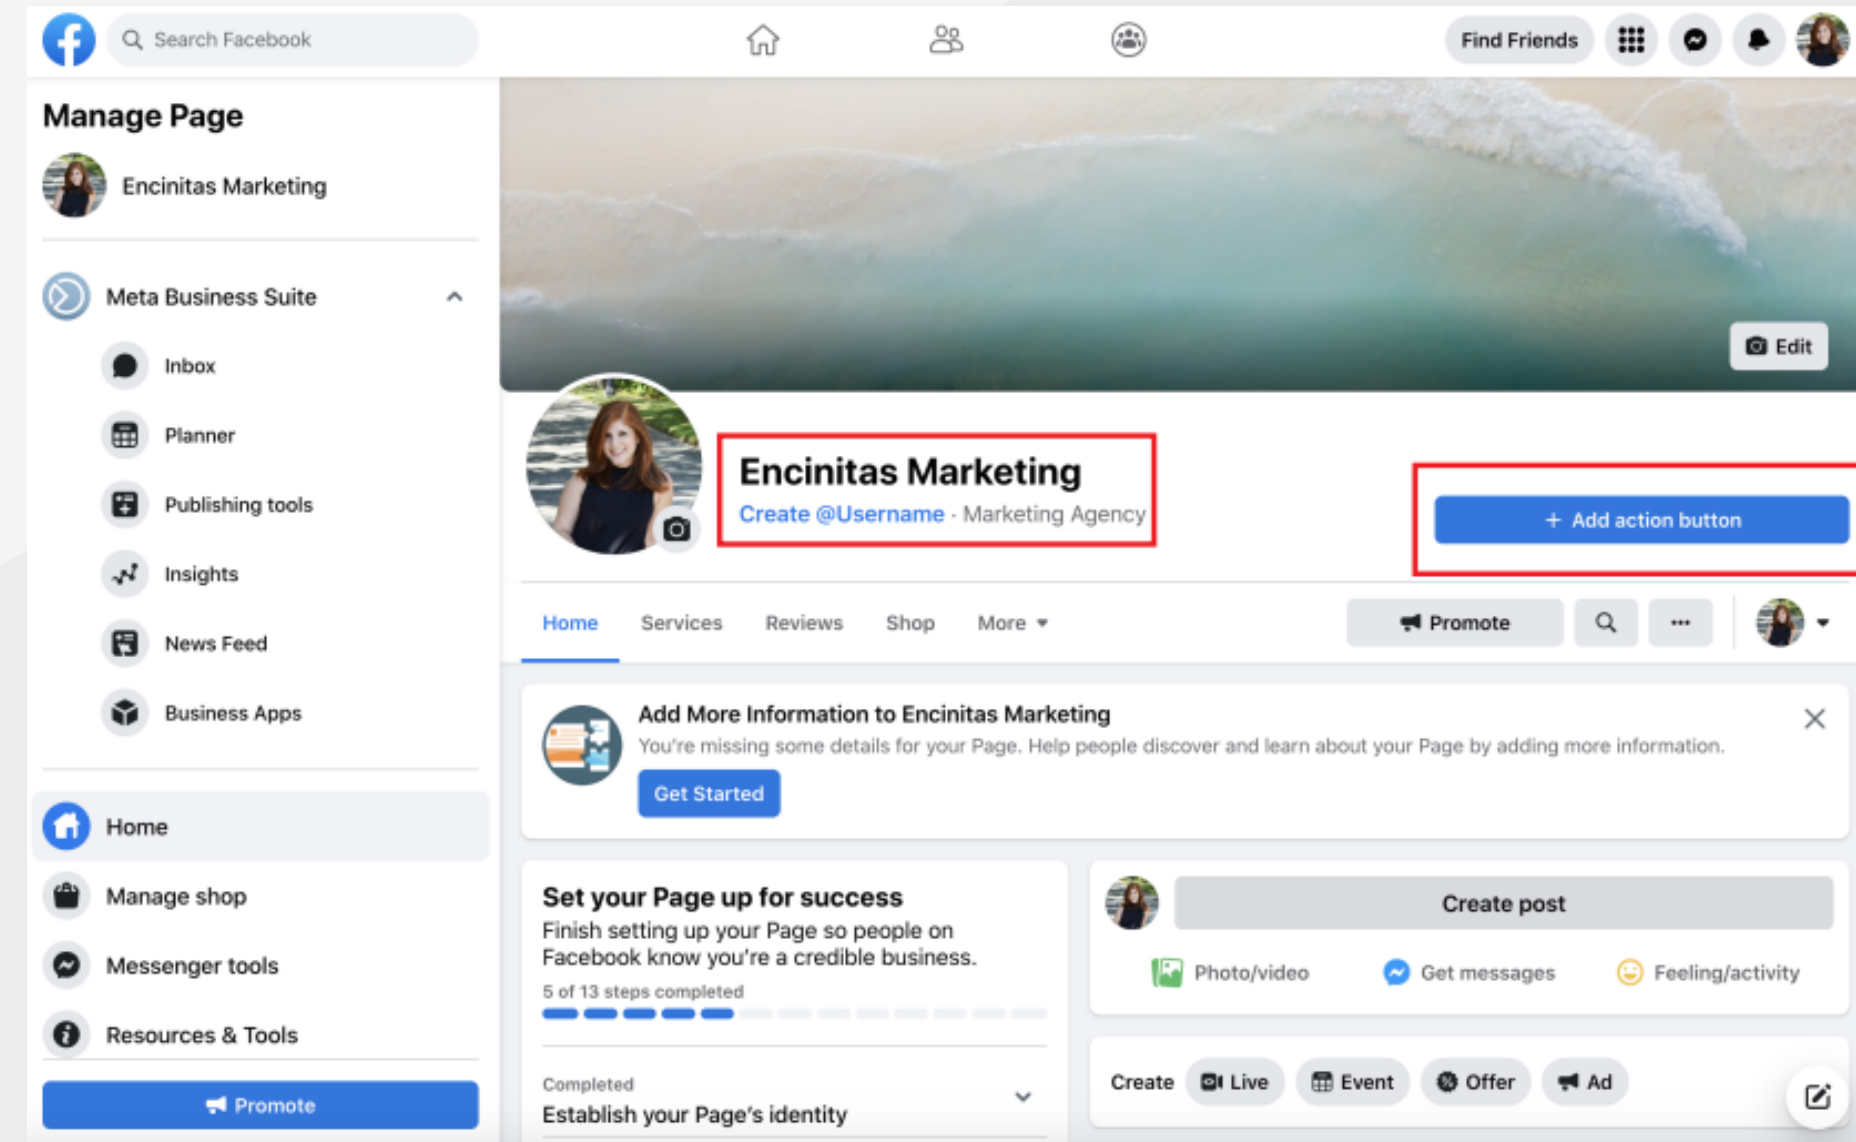 Search Facebook
Find Friends
Manage Page
Encinitas Marketing
Meta Business Suite
Inbox
Planner
Publishing tools
Insights
News Feed
Business Apps
Home
Manage shop
Messenger tools
Resources & Tools
Promote
Edit
Encinitas Marketing
Create @Username · Marketing Agency
+ Add action button
Home Services Reviews Shop More
Promote
Add More Information to Encinitas Marketing
You're missing some details for your Page. Help people discover and learn about your Page by adding more information.
Get Started
Set your Page up for success
Finish setting up your Page so people on
Facebook know you're a credible business.
5 of 13 steps completed
Completed
Establish your Page's identity
Create post
Photo/video Get messages Feeling/activity
Create Live Event Offer Ad